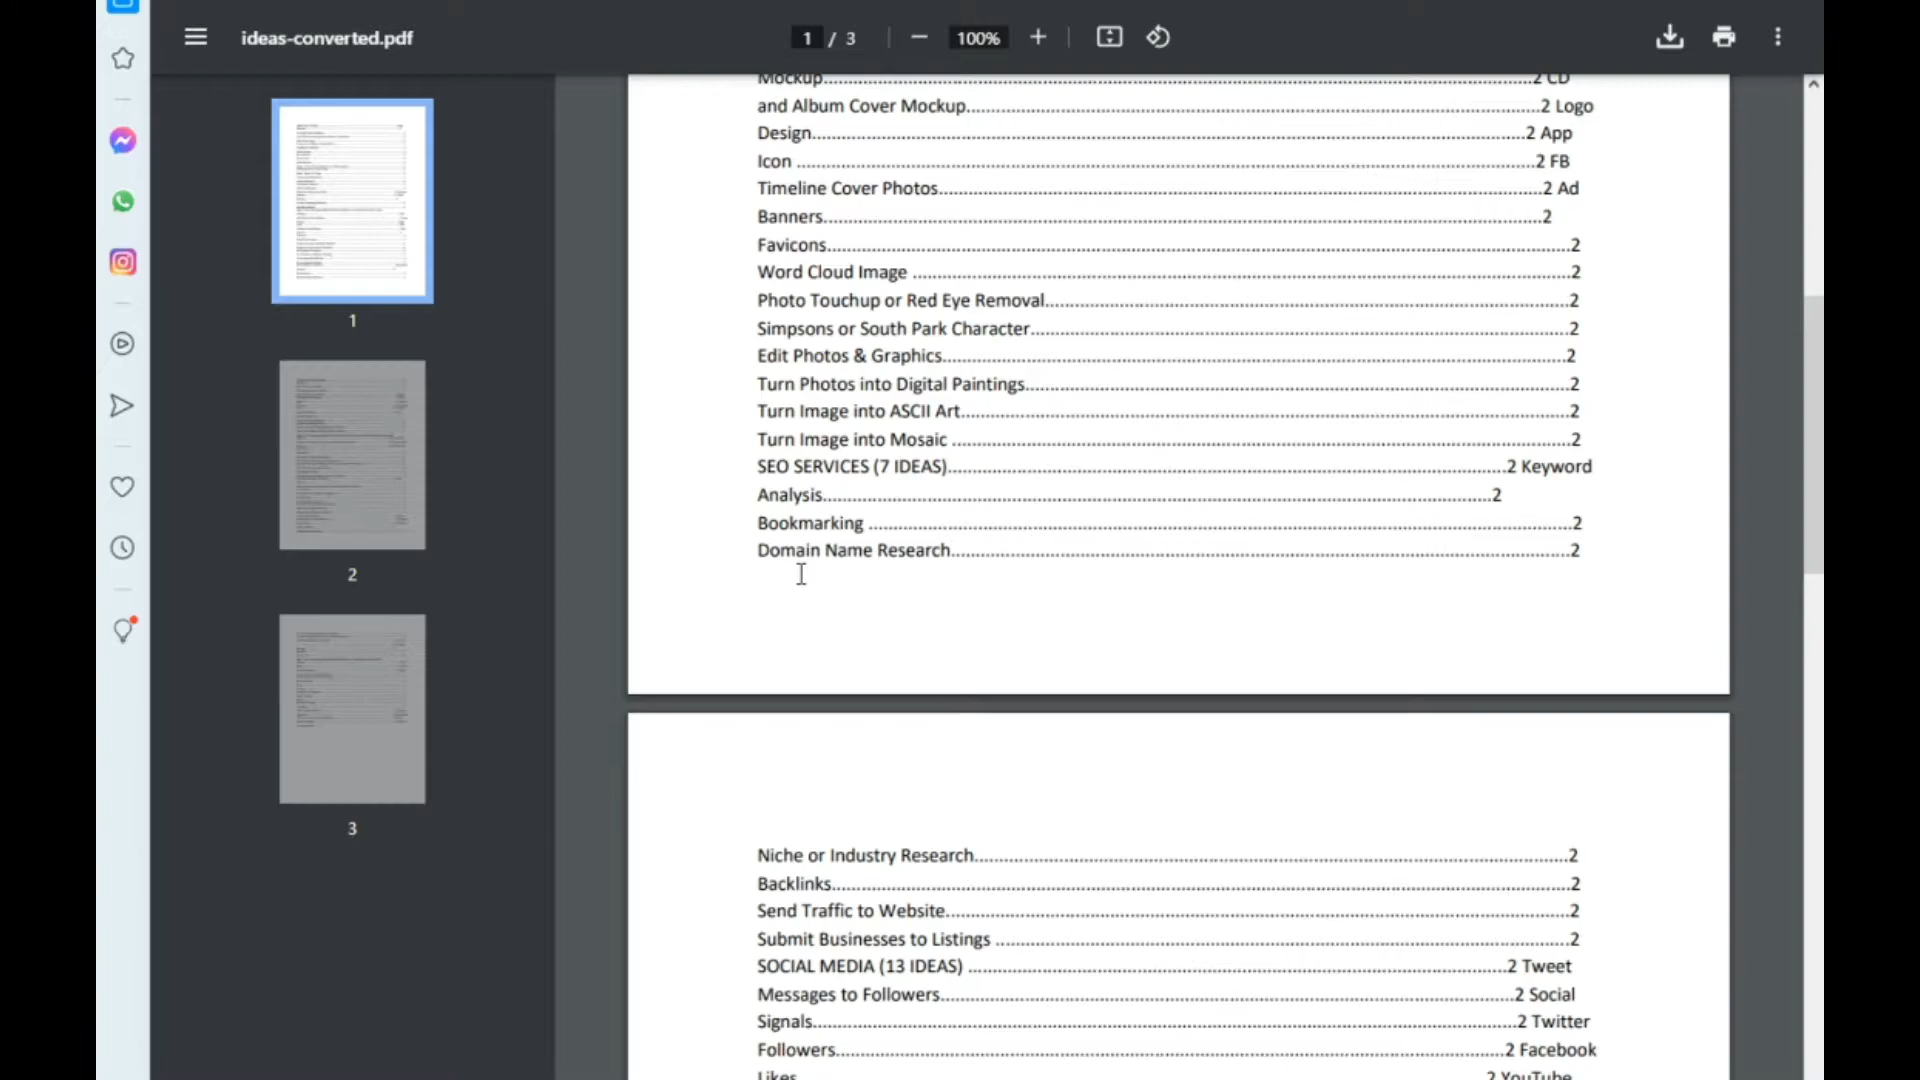 ideas-converted.pdf
1 / 3
100%
Mockup....2 CD
and Album Cover Mockup....2 Logo
Design....2 App
Icon ....2 FB
Timeline Cover Photos....2 Ad
Banners....2
Favicons....2
Word Cloud Image ....2
Photo Touchup or Red Eye Removal....2
Simpsons or South Park Character....2
Edit Photos & Graphics....2
Turn Photos into Digital Paintings....2
Turn Image into ASCII Art....2
Turn Image into Mosaic ....2
SEO SERVICES (7 IDEAS)....2 Keyword
Analysis....2
Bookmarking ....2
Domain Name Research....2
Niche or Industry Research....2
Backlinks....2
Send Traffic to Website....2
Submit Businesses to Listings ....2
SOCIAL MEDIA (13 IDEAS) ....2 Tweet
Messages to Followers....2 Social
Signals....2 Twitter
Followers....2 Facebook
Likes....2 YouTube
1
2
3